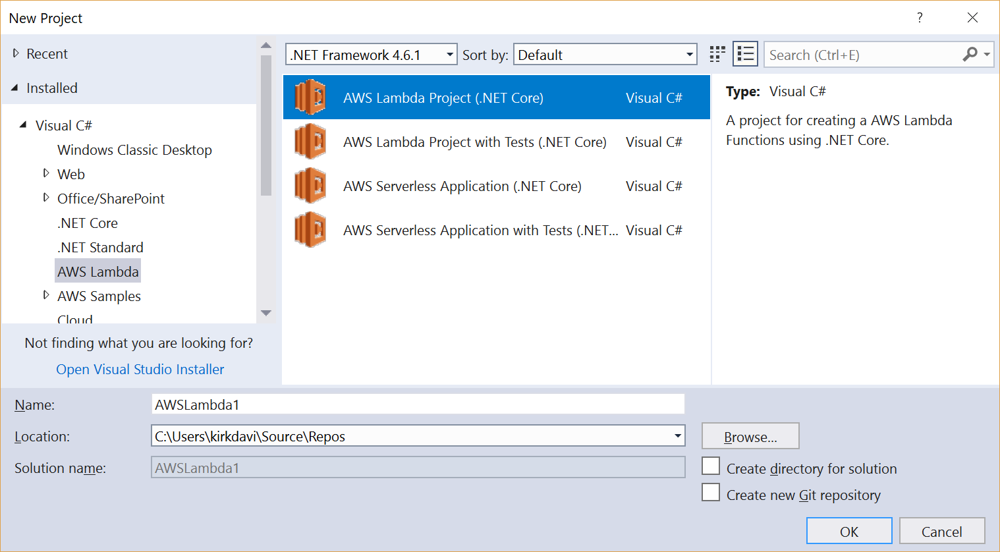 New Project
?
Recent
Installed
Visual C#
Windows Classic Desktop
Web
Office/SharePoint
.NET Core
.NET Standard
AWS Lambda
AWS Samples
Cloud
Not finding what you are looking for?
Open Visual Studio Installer
.NET Framework 4.6.1 Sort by: Default
Search (Ctrl+E)
AWS Lambda Project (.NET Core) Visual C#
AWS Lambda Project with Tests (.NET Core) Visual C#
AWS Serverless Application (.NET Core) Visual C#
AWS Serverless Application with Tests (.NET... Visual C#
Type: Visual C#
A project for creating a AWS Lambda
Functions using .NET Core.
Name: AWSLambda1
Location: C:\Users\kirkdavi\Source\Repos
Browse...
Solution name: AWSLambda1
Create directory for solution
Create new Git repository
OK
Cancel